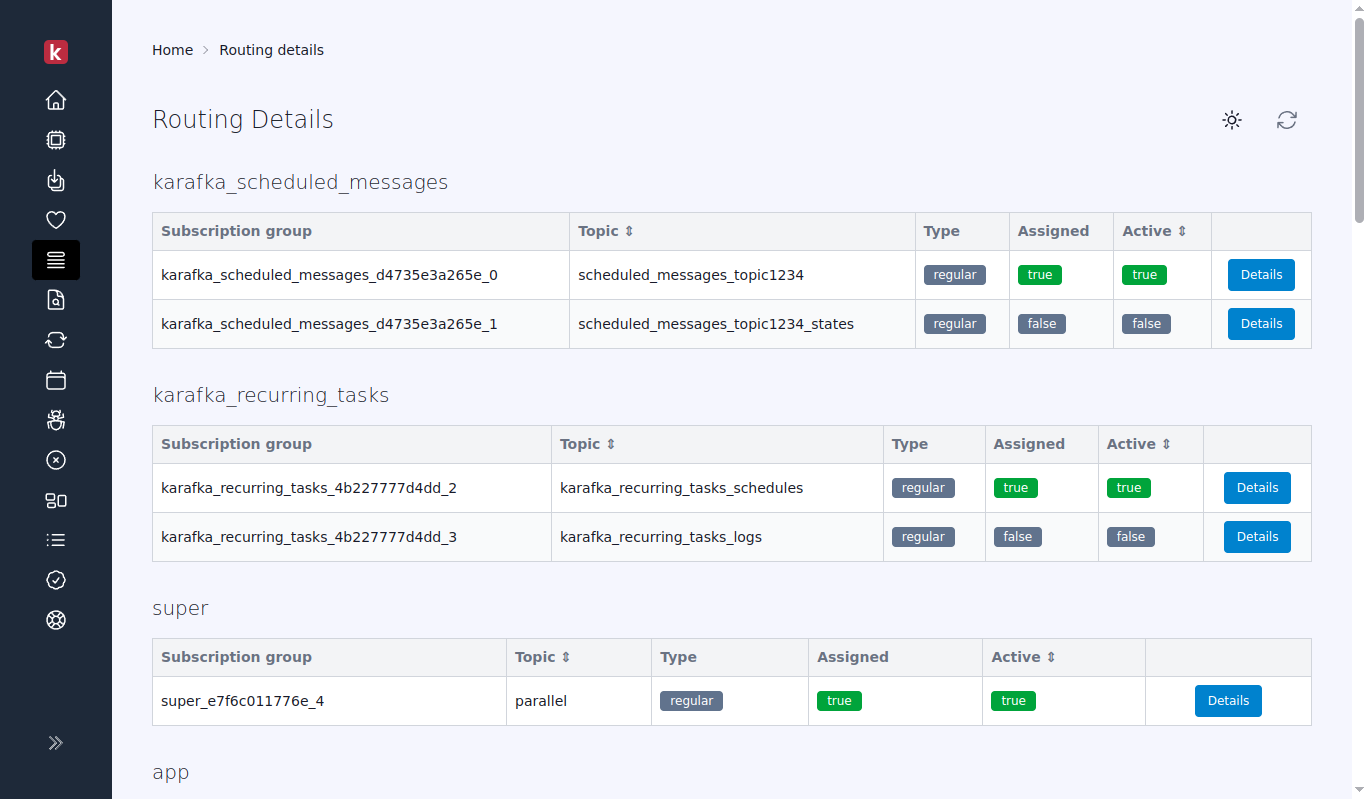 k
Home > Routing details
Routing Details
karafka_scheduled_messages
Subscription group Topic ⇕ Type Assigned Active ⇕
karafka_scheduled_messages_d4735e3a265e_0 scheduled_messages_topic1234 regular true true Details
karafka_scheduled_messages_d4735e3a265e_1 scheduled_messages_topic1234_states regular false false Details
karafka_recurring_tasks
Subscription group Topic ⇕ Type Assigned Active ⇕
karafka_recurring_tasks_4b227777d4dd_2 karafka_recurring_tasks_schedules regular true true Details
karafka_recurring_tasks_4b227777d4dd_3 karafka_recurring_tasks_logs regular false false Details
super
Subscription group Topic ⇕ Type Assigned Active ⇕
super_e7f6c011776e_4 parallel regular true true Details
app